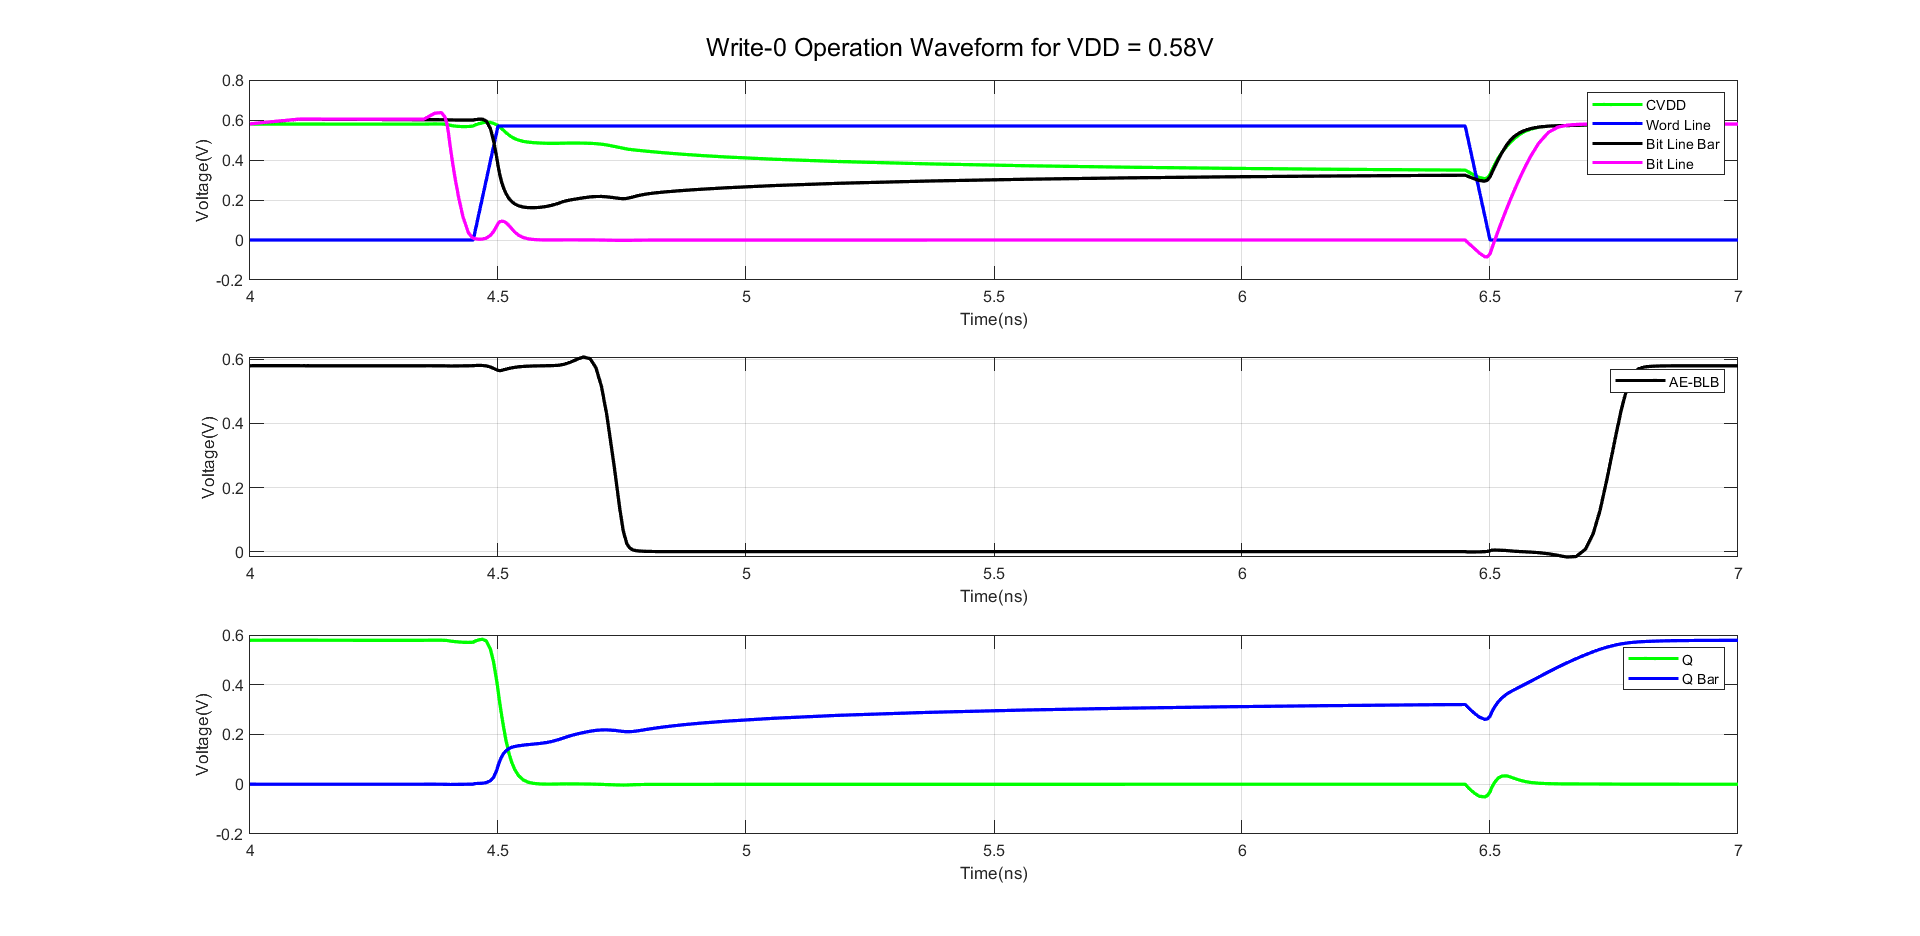 Write-0 Operation Waveform for VDD = 0.58V
0.8
0.6
0.4
0.2
0
-0.2
Voltage(V)
CVDD
Word Line
Bit Line Bar
Bit Line
4 4.5 5 5.5 6 6.5 7
Time(ns)
0.6
0.4
0.2
0
Voltage(V)
AE-BLB
4 4.5 5 5.5 6 6.5 7
Time(ns)
0.6
0.4
0.2
0
-0.2
Voltage(V)
Q
Q Bar
4 4.5 5 5.5 6 6.5 7
Time(ns)